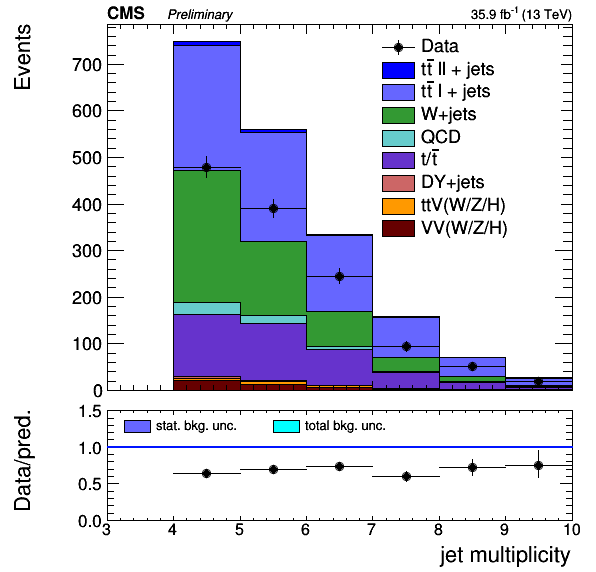 CMS Preliminary 35.9 fb⁻¹ (13 TeV)
Events
700
600
500
400
300
200
100
0
Data
tt̄ ll + jets
tt̄ l + jets
W+jets
QCD
t/t̄
DY+jets
ttV(W/Z/H)
VV(W/Z/H)
Data/pred.
1.5
1.0
0.5
0.0
stat. bkg. unc. total bkg. unc.
3 4 5 6 7 8 9 10
jet multiplicity